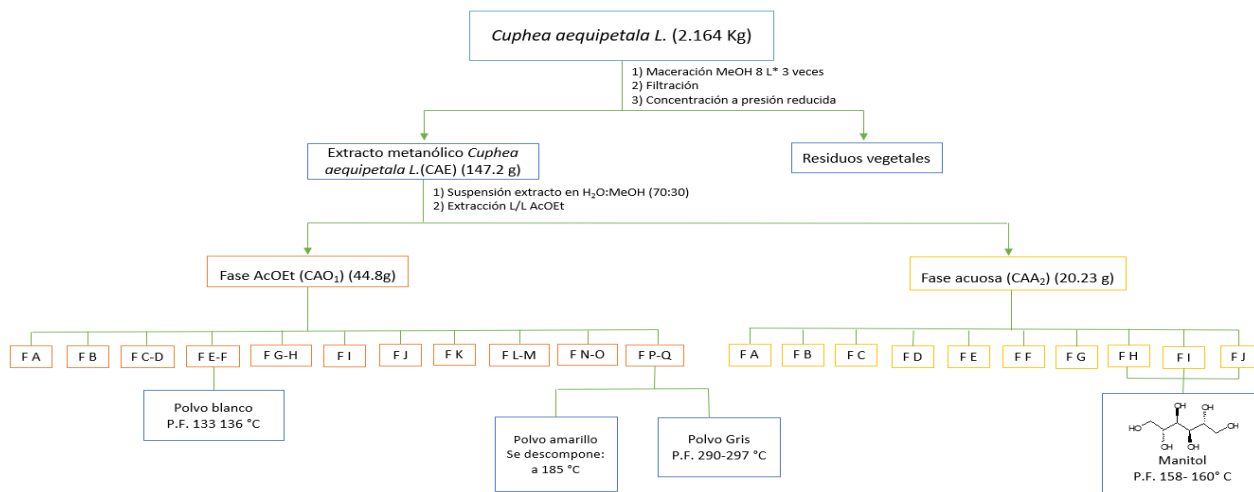 Cuphea aequipetala L. (2.164 Kg)
1) Maceración MeOH 8 L* 3 veces
2) Filtración
3) Concentración a presión reducida
Extracto metanólico Cuphea
aequipetala L.(CAE) (147.2 g)
Residuos vegetales
1) Suspensión extracto en H₂O:MeOH (70:30)
2) Extracción L/L AcOEt
Fase AcOEt (CAO₁) (44.8g)
Fase acuosa (CAA₂) (20.23 g)
F A
F B
F C-D
F E-F
F G-H
F I
F J
F K
F L-M
F N-O
F P-Q
F A
F B
F C
F D
F E
F F
F G
F H
F I
F J
Polvo blanco
P.F. 133 136 °C
Polvo amarillo
Se descompone:
a 185 °C
Polvo Gris
P.F. 290-297 °C
OH
OH
HO
OH
OH
OH
Manitol
P.F. 158- 160° C